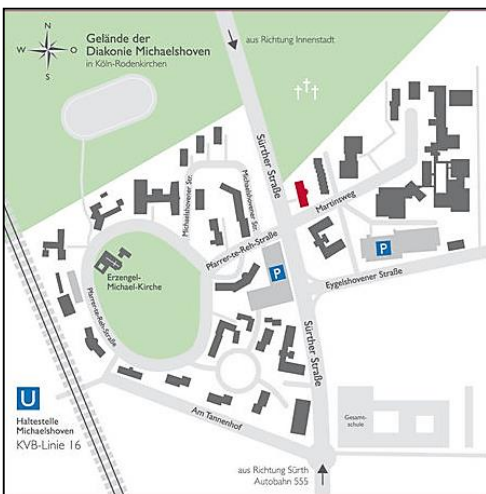 N
W
O
S
Gelände der
Diakonie Michaelshoven
in Köln-Rodenkirchen
aus Richtung Innenstadt
Sürther Straße
Michaelshovener Str.
Michaelshovener Str.
Martinsweg
Pfarrer-te-Reh-Straße
P
P
Erzengel-
Michael-Kirche
Eygelshovener Straße
Pfarrer-te-Reh-Straße
Sürther Straße
U
Haltestelle
Michaelshoven
KVB-Linie 16
Am Tannenhof
Gesamt-
schule
aus Richtung Sürth
Autobahn 555